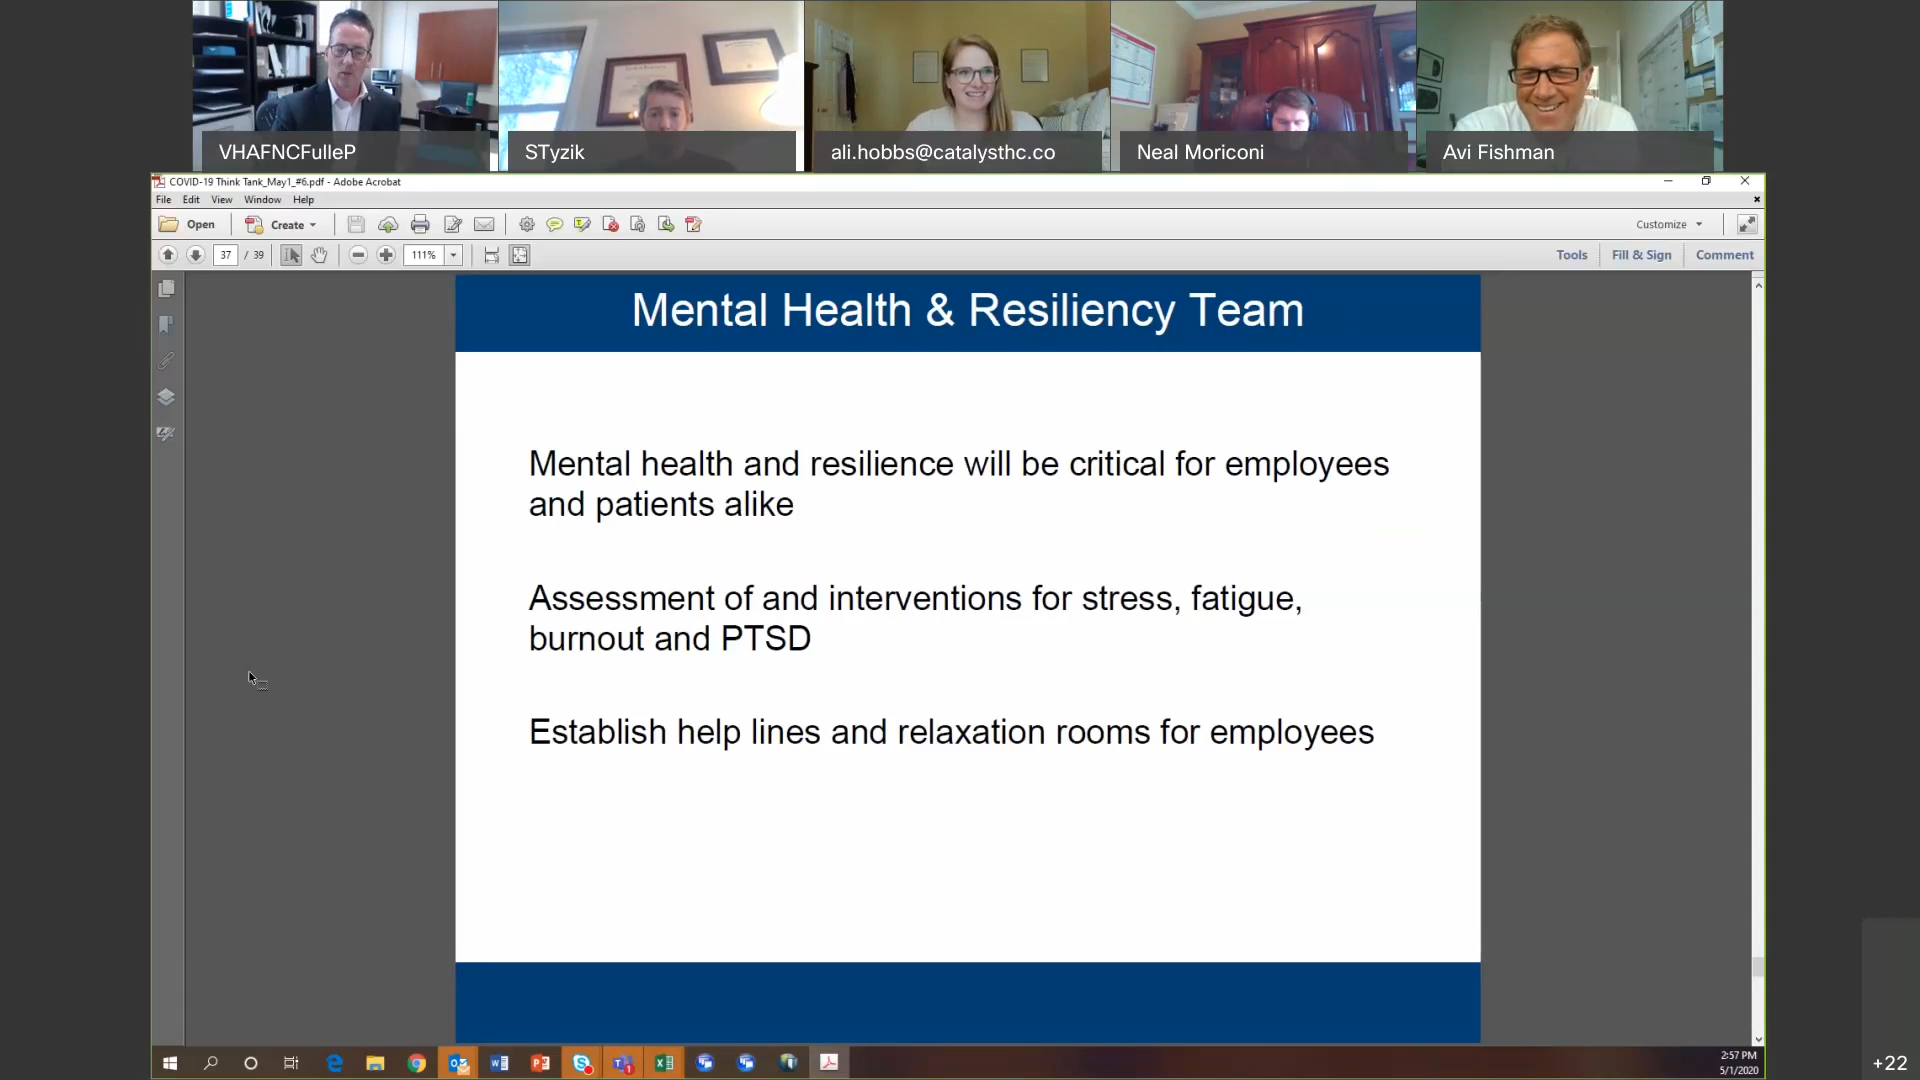 VHAFNCFulleP
STyzik
ali.hobbs@catalysthc.co
Neal Moriconi
Avi Fishman
COVID-19 Think Tank_May1_#6.pdf - Adobe Acrobat
File Edit View Window Help
Open Create Customize
37 / 39 111% Tools Fill & Sign Comment
Mental Health & Resiliency Team
Mental health and resilience will be critical for employees
and patients alike
Assessment of and interventions for stress, fatigue,
burnout and PTSD
Establish help lines and relaxation rooms for employees
2:57 PM
5/1/2020
+22